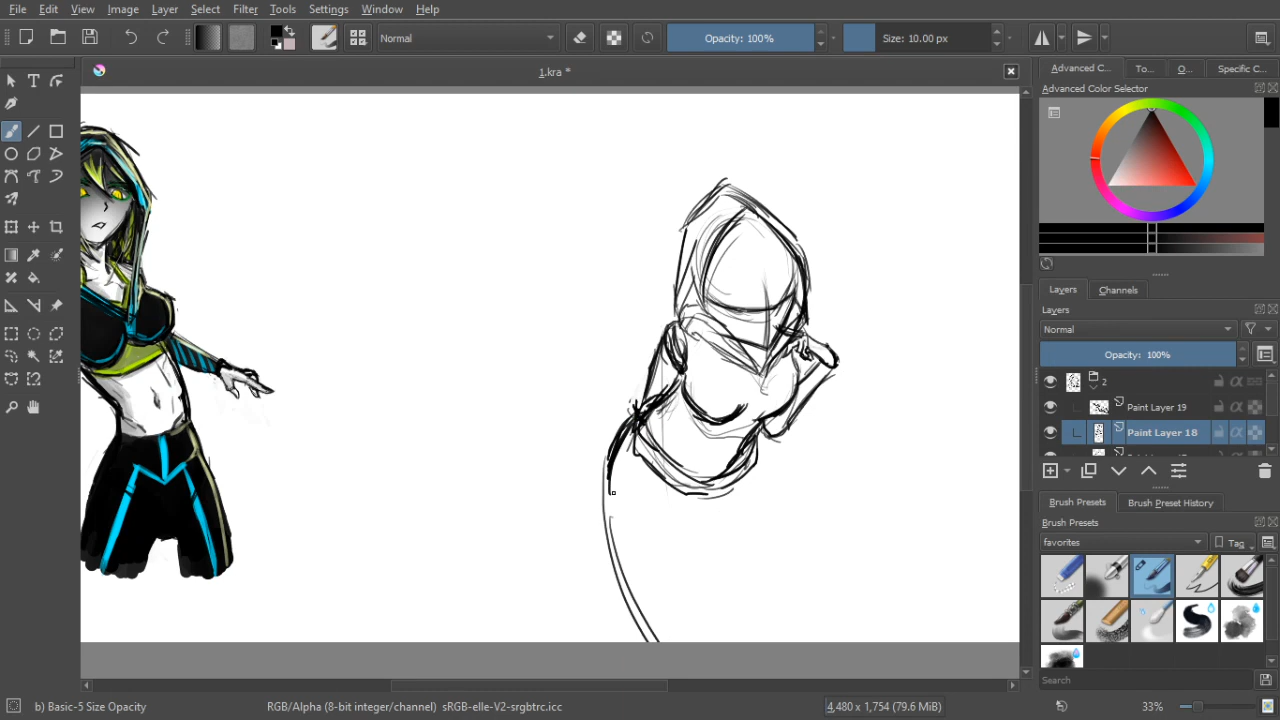 File Edit View Image Layer Select Filter Tools Settings Window Help
Normal
Opacity: 100%
Size: 10.00 px
1.kra *
Advanced C... To... O... Specific C...
Advanced Color Selector
Layers Channels
Layers
Normal
Opacity: 100%
2
Paint Layer 19
Paint Layer 18
Brush Presets Brush Preset History
Brush Presets
favorites
Tag
Search
b) Basic-5 Size Opacity
RGB/Alpha (8-bit integer/channel) sRGB-elle-V2-srgbtrc.icc
4,480 x 1,754 (79.6 MiB)
33%